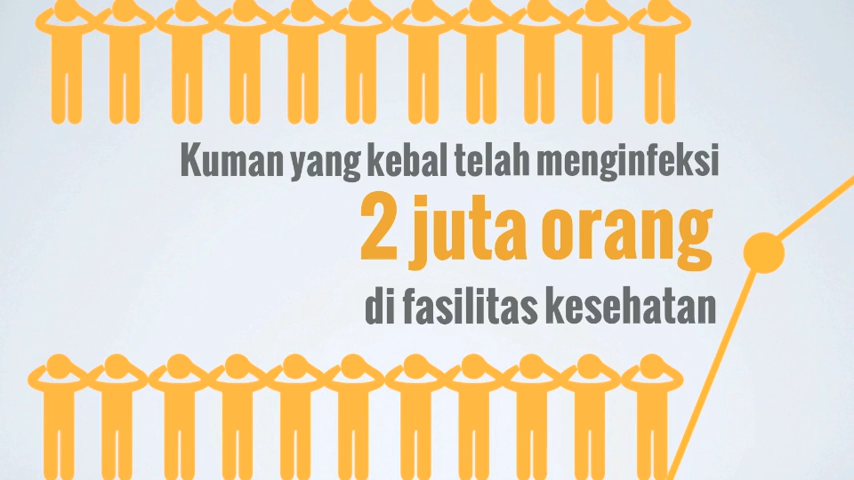 Kuman yang kebal telah menginfeksi
2 juta orang
di fasilitas kesehatan